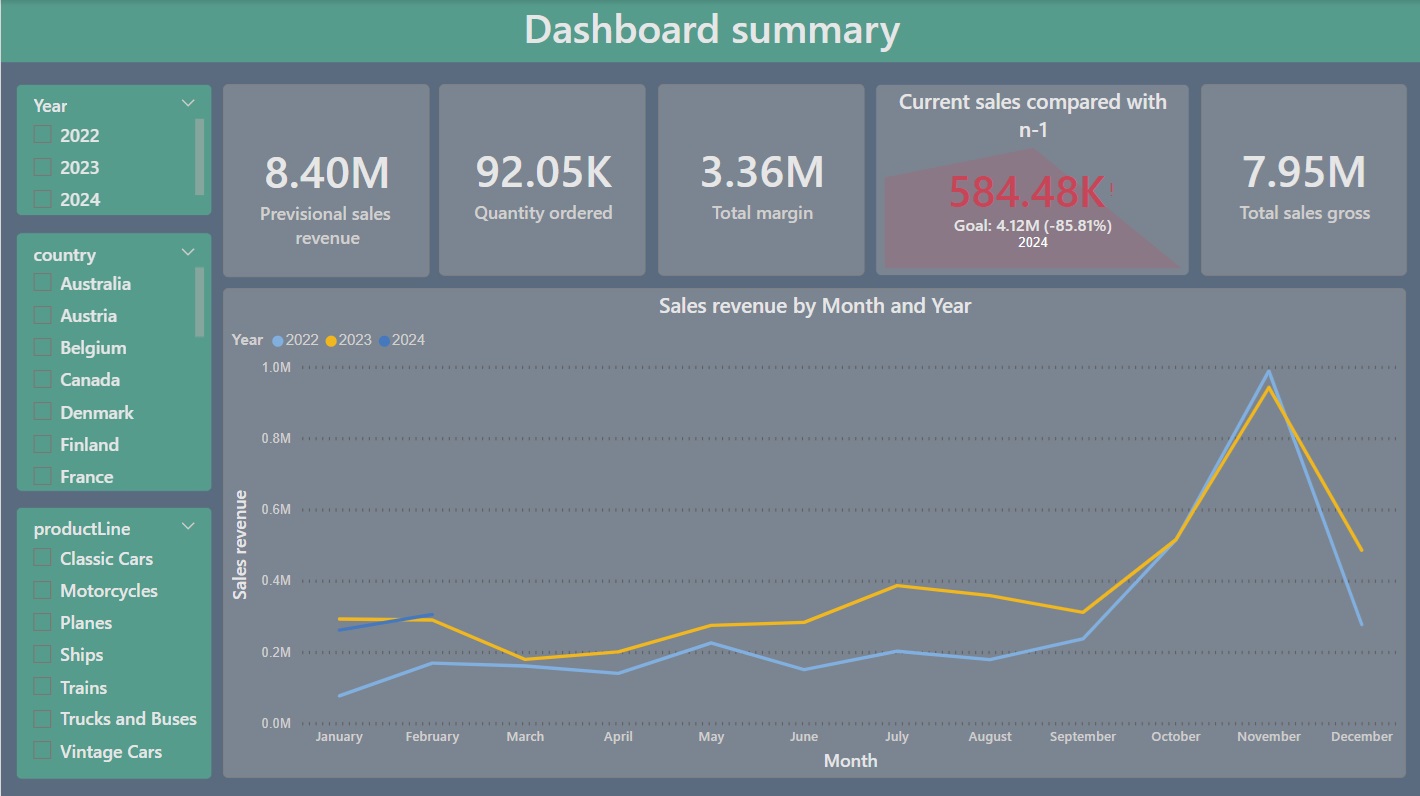 Dashboard summary
Year
2022
2023
2024
country
Australia
Austria
Belgium
Canada
Denmark
Finland
France
productLine
Classic Cars
Motorcycles
Planes
Ships
Trains
Trucks and Buses
Vintage Cars
8.40M
Previsional sales
revenue
92.05K
Quantity ordered
3.36M
Total margin
Current sales compared with
n-1
584.48K!
Goal: 4.12M (-85.81%)
2024
7.95M
Total sales gross
Sales revenue by Month and Year
Year 2022 2023 2024
Sales revenue
1.0M
0.8M
0.6M
0.4M
0.2M
0.0M
January February March April May June July August September October November December
Month